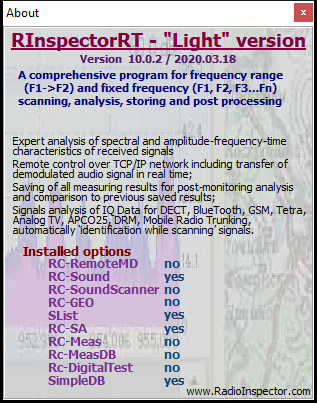 About
x
RInspectorRT - "Light" version
Version 10.0.2 / 2020.03.18
A comprehensive program for frequency range
(F1->F2) and fixed frequency (F1, F2, F3...Fn)
scanning, analysis, storing and post processing
Expert analysis of spectral and amplitude-frequency-time
characteristics of received signals
Remote control over TCP/IP network including transfer of
demodulated audio signal in real time;
Saving of all measuring results for post-monitoring analysis
and comparison to previous saved results;
Signals analysis of IQ Data for DECT, BlueTooth, GSM, Tetra,
Analog TV, APCO25, DRM, Mobile Radio Trunking,
automatically 'identification while scanning' signals.
Installed options
RC-RemoteMD no
RC-Sound yes
RC-SoundScanner no
RC-GEO no
SList yes
RC-SA yes
RC-Meas no
RC-MeasDB no
RC-DigitalTest no
SimpleDB yes
www.RadioInspector.com